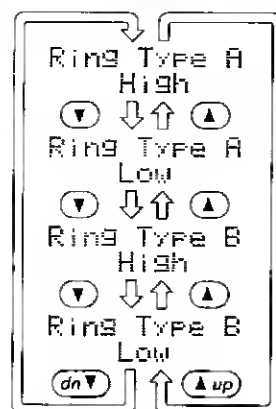 Ring Type A
High
Ring Type A
Low
Ring Type B
High
Ring Type B
Low
dn ▼ ▲ up